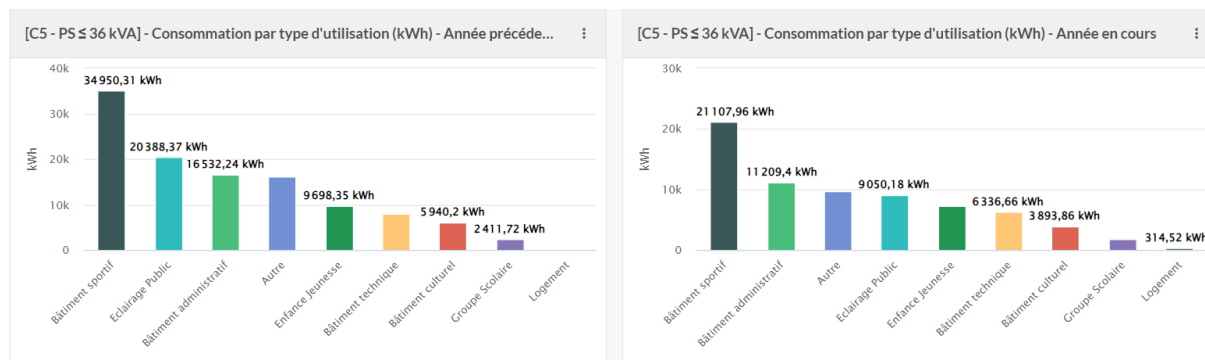 [C5 - PS ≤ 36 kVA] - Consommation par type d'utilisation (kWh) - Année précéde...
40k
30k
20k
10k
0
kWh
34 950,31 kWh
20 388,37 kWh
16 532,24 kWh
9 698,35 kWh
5 940,2 kWh
2 411,72 kWh
Bâtiment sportif
Eclairage Public
Bâtiment administratif
Autre
Enfance Jeunesse
Bâtiment technique
Bâtiment culturel
Groupe Scolaire
Logement
[C5 - PS ≤ 36 kVA] - Consommation par type d'utilisation (kWh) - Année en cours
30k
20k
10k
0
kWh
21 107,96 kWh
11 209,4 kWh
9 050,18 kWh
6 336,66 kWh
3 893,86 kWh
314,52 kWh
Bâtiment sportif
Bâtiment administratif
Autre
Eclairage Public
Enfance Jeunesse
Bâtiment technique
Bâtiment culturel
Groupe Scolaire
Logement